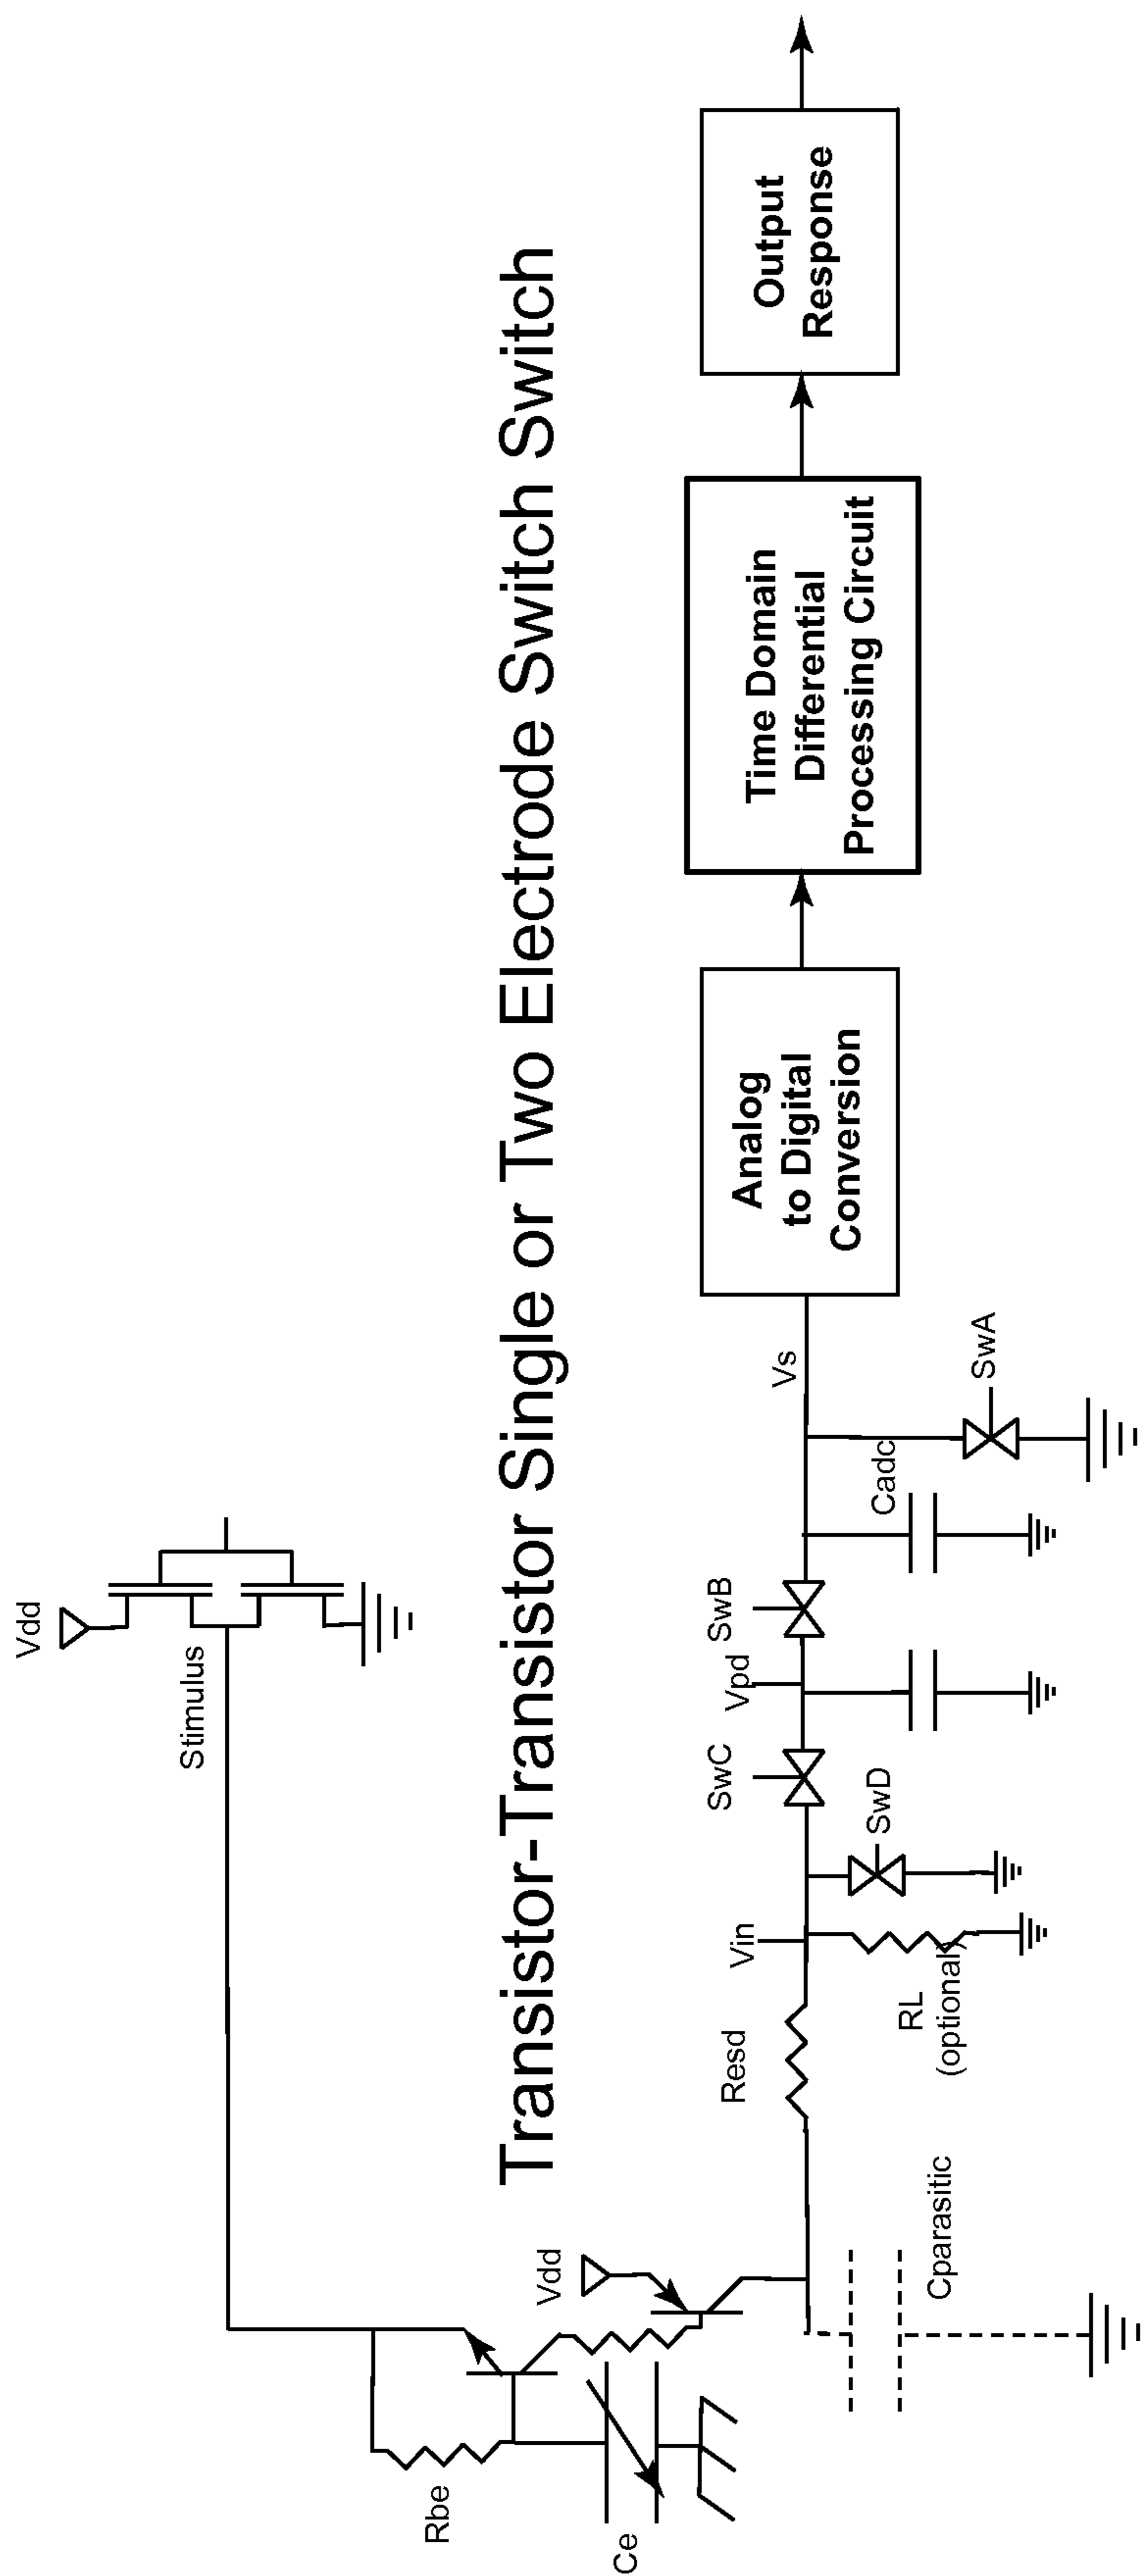 Vdd
Stimulus
Transistor-Transistor Single or Two Electrode Switch Switch
Rbe
Ce
Vdd
Cparasitic
Resd
Vin
RL
(optional)
SwD
SwC
Vpd
SwB
Cadc
Vs
SwA
Analog
to Digital
Conversion
Time Domain
Differential
Processing Circuit
Output
Response